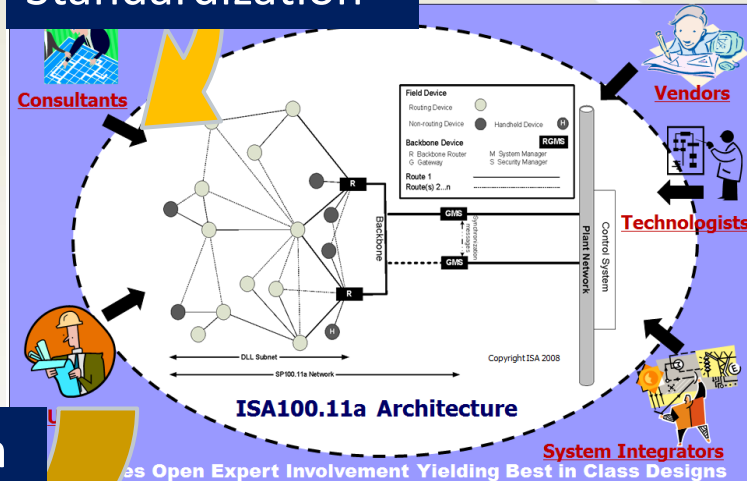 Standardization
Consultants
Vendors
Technologists
System Integrators
Field Device
Routing Device
Non-routing Device
Handheld Device
H
Backbone Device
RGMS
R Backbone Router
M System Manager
G Gateway
S Security Manager
Route 1
Route(s) 2...n
R
Backbone
GMS
Synchronization
messages
GMS
R
H
Plant Network
Control System
DLL Subnet
SP100.11a Network
Copyright ISA 2008
ISA100.11a Architecture
es Open Expert Involvement Yielding Best in Class Designs